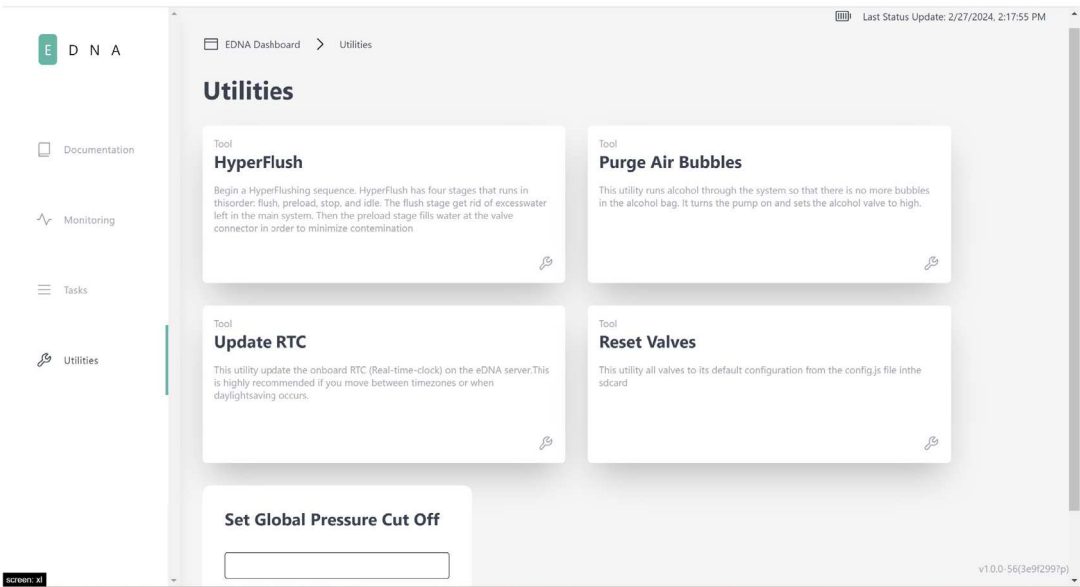 Last Status Update: 2/27/2024, 2:17:55 PM
E D N A
EDNA Dashboard > Utilities
Utilities
Documentation
Monitoring
Tasks
Utilities
Tool
HyperFlush
Begin a HyperFlushing sequence. HyperFlush has four stages that runs in
thisorder: flush, preload, stop, and idle. The flush stage get rid of excesswater
left in the main system. Then the preload stage fills water at the valve
connector in order to minimize contemination
Tool
Purge Air Bubbles
This utility runs alcohol through the system so that there is no more bubbles
in the alcohol bag. It turns the pump on and sets the alcohol valve to high.
Tool
Update RTC
This utility update the onboard RTC (Real-time-clock) on the eDNA server.This
is highly recommended if you move between timezones or when
daylightsaving occurs.
Tool
Reset Valves
This utility all valves to its default configuration from the config.js file inthe
sdcard
Set Global Pressure Cut Off
v1.0.0-56(3e9f299?p)
screen: xl